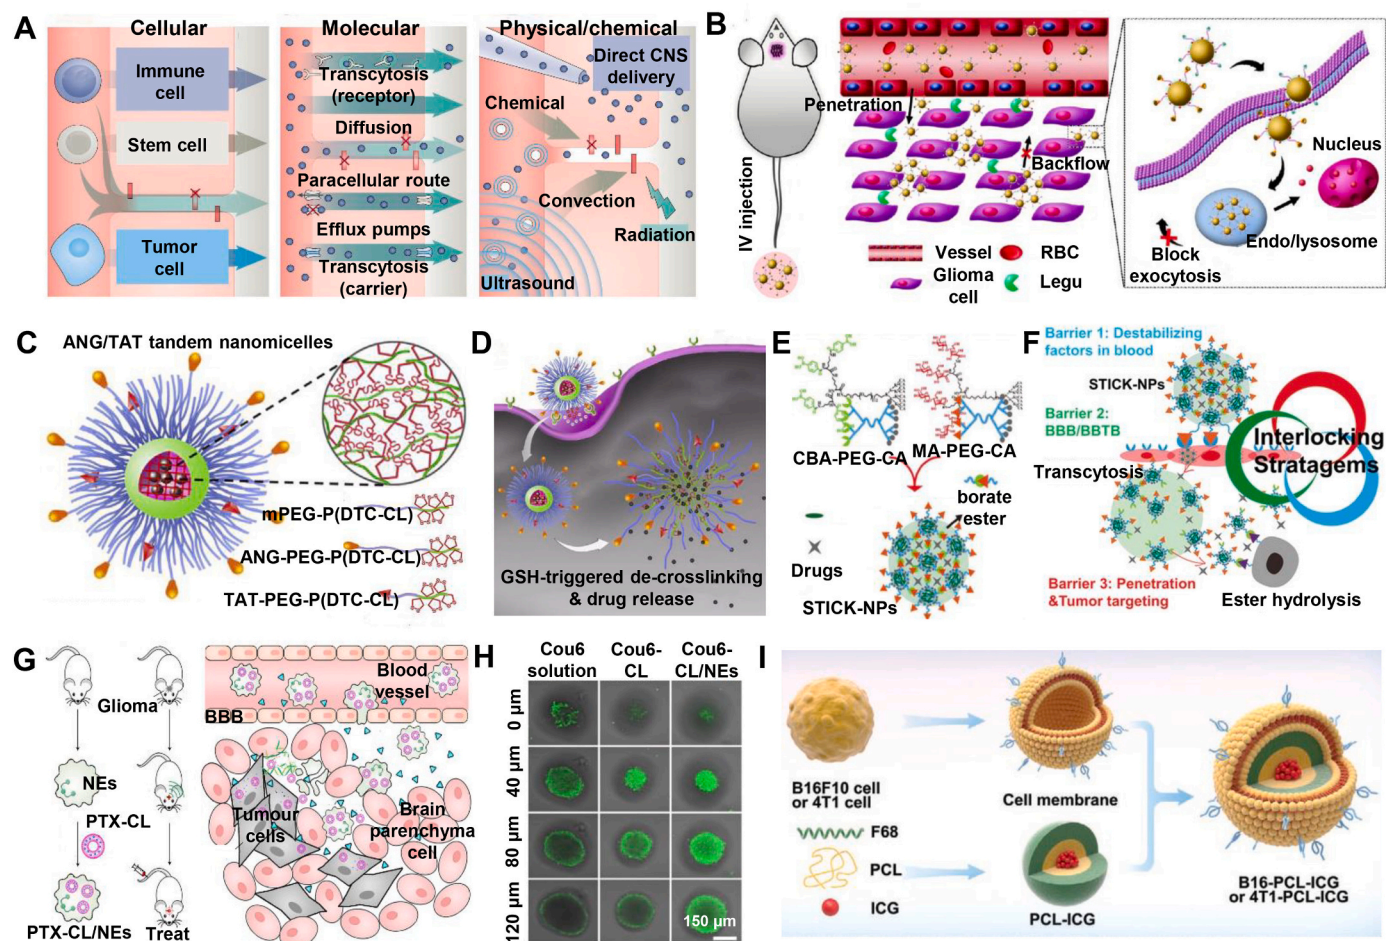 A
Cellular
Immune
cell
Stem cell
Tumor
cell
Molecular
Transcytosis
(receptor)
Diffusion
Paracellular route
Efflux pumps
Transcytosis
(carrier)
Physical/chemical
Direct CNS
delivery
Chemical
Convection
Radiation
Ultrasound
B
IV injection
Penetration
Backflow
Vessel
RBC
Glioma
cell
Legu
Nucleus
Endo/lysosome
Block
exocytosis
C
ANG/TAT tandem nanomicelles
mPEG-P(DTC-CL)
ANG-PEG-P(DTC-CL)
TAT-PEG-P(DTC-CL)
D
GSH-triggered de-crosslinking
& drug release
E
CBA-PEG-CA
MA-PEG-CA
borate
ester
Drugs
STICK-NPs
F
Barrier 1: Destabilizing
factors in blood
STICK-NPs
Barrier 2:
BBB/BBTB
Interlocking
Stratagems
Transcytosis
Barrier 3: Penetration
&Tumor targeting
Ester hydrolysis
G
Glioma
NEs
PTX-CL
PTX-CL/NEs
Treat
Blood
vessel
BBB
Tumour
cells
Brain
parenchyma
cell
H
Cou6
solution
Cou6-
CL
Cou6-
CL/NEs
0 μm
40 μm
80 μm
120 μm
150 μm
I
B16F10 cell
or 4T1 cell
Cell membrane
F68
PCL
ICG
PCL-ICG
B16-PCL-ICG
or 4T1-PCL-ICG